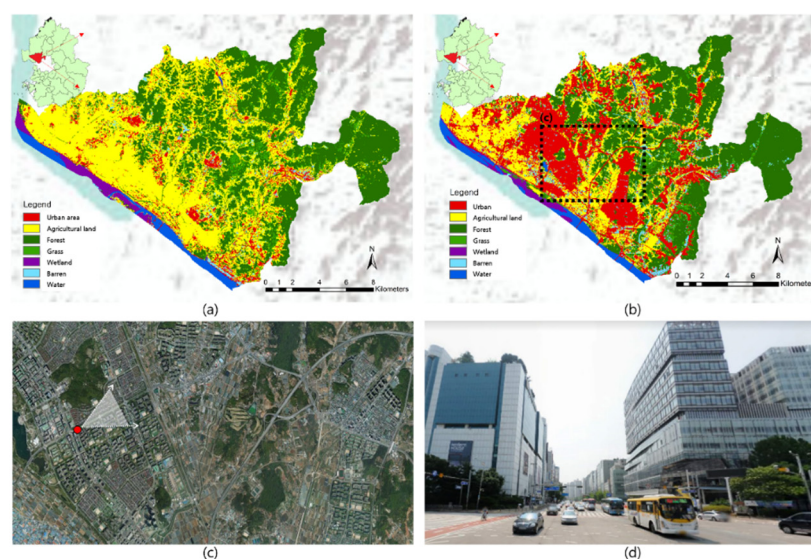 Legend
Urban area
Agricultural land
Forest
Grass
Wetland
Barren
Water
N
0 1 2 4 6 8
Kilometers
(a)
(c)
Legend
Urban
Agricultural land
Forest
Grass
Wetland
Barren
Water
N
0 1 2 4 6 8
Kilometers
(b)
(c)
(d)